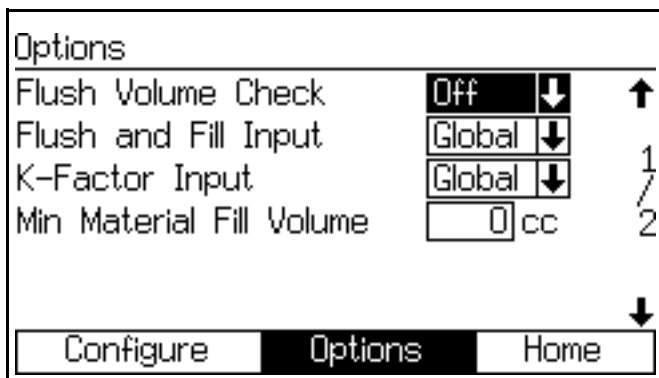 Options
Flush Volume Check Off
Flush and Fill Input Global
K-Factor Input Global
Min Material Fill Volume 0 cc
1/2
Configure Options Home